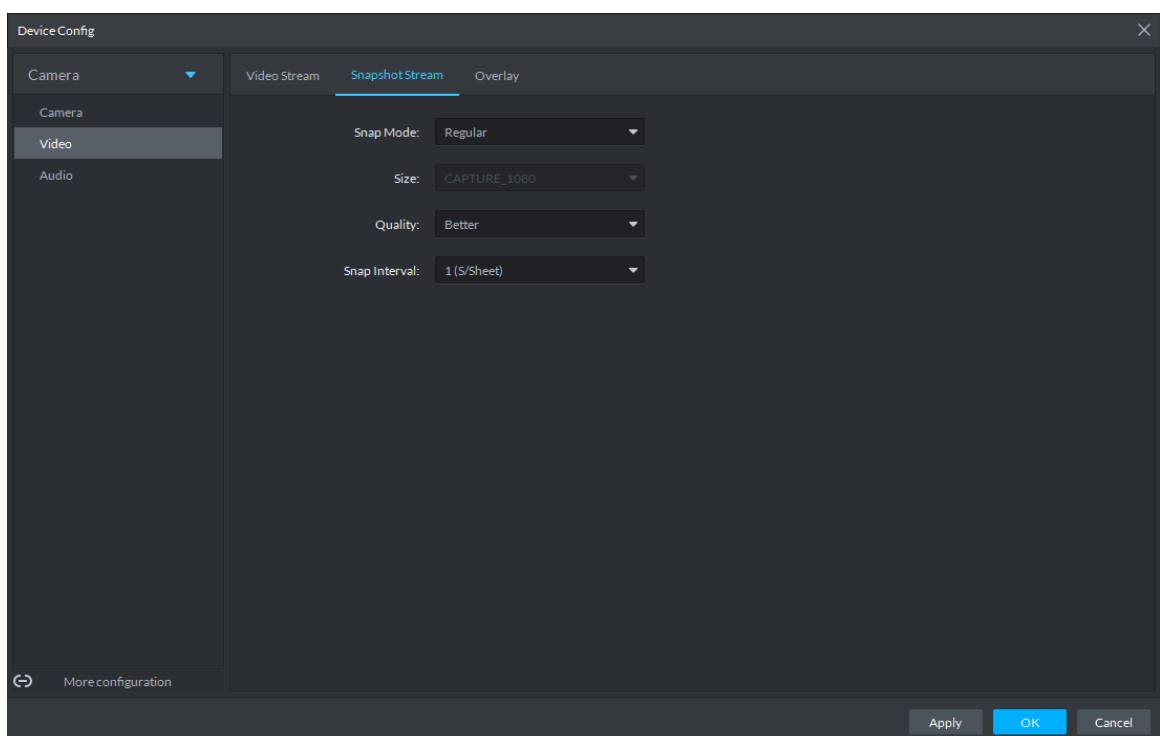 Device Config
Camera
Camera
Video
Audio
More configuration
Video Stream Snapshot Stream Overlay
Snap Mode: Regular
Size: CAPTURE_1080
Quality: Better
Snap Interval: 1 (S/Sheet)
Apply OK Cancel